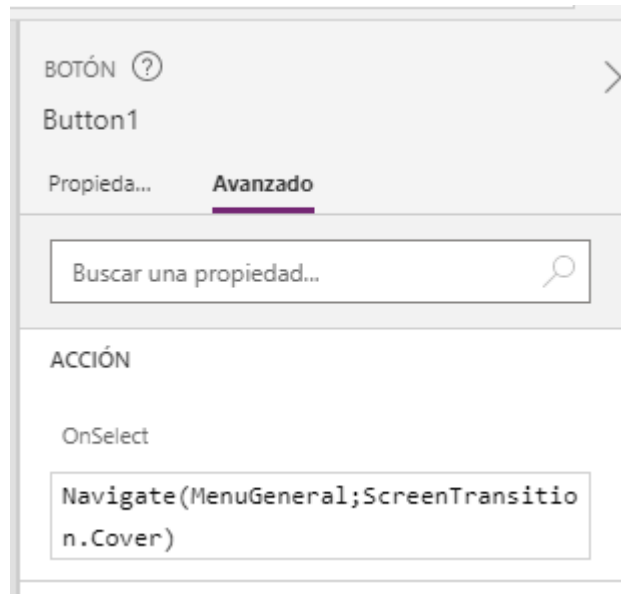 BOTÓN ?
Button1
Propieda... Avanzado
Buscar una propiedad...
ACCIÓN
OnSelect
Navigate(MenuGeneral;ScreenTransitio
n.Cover)